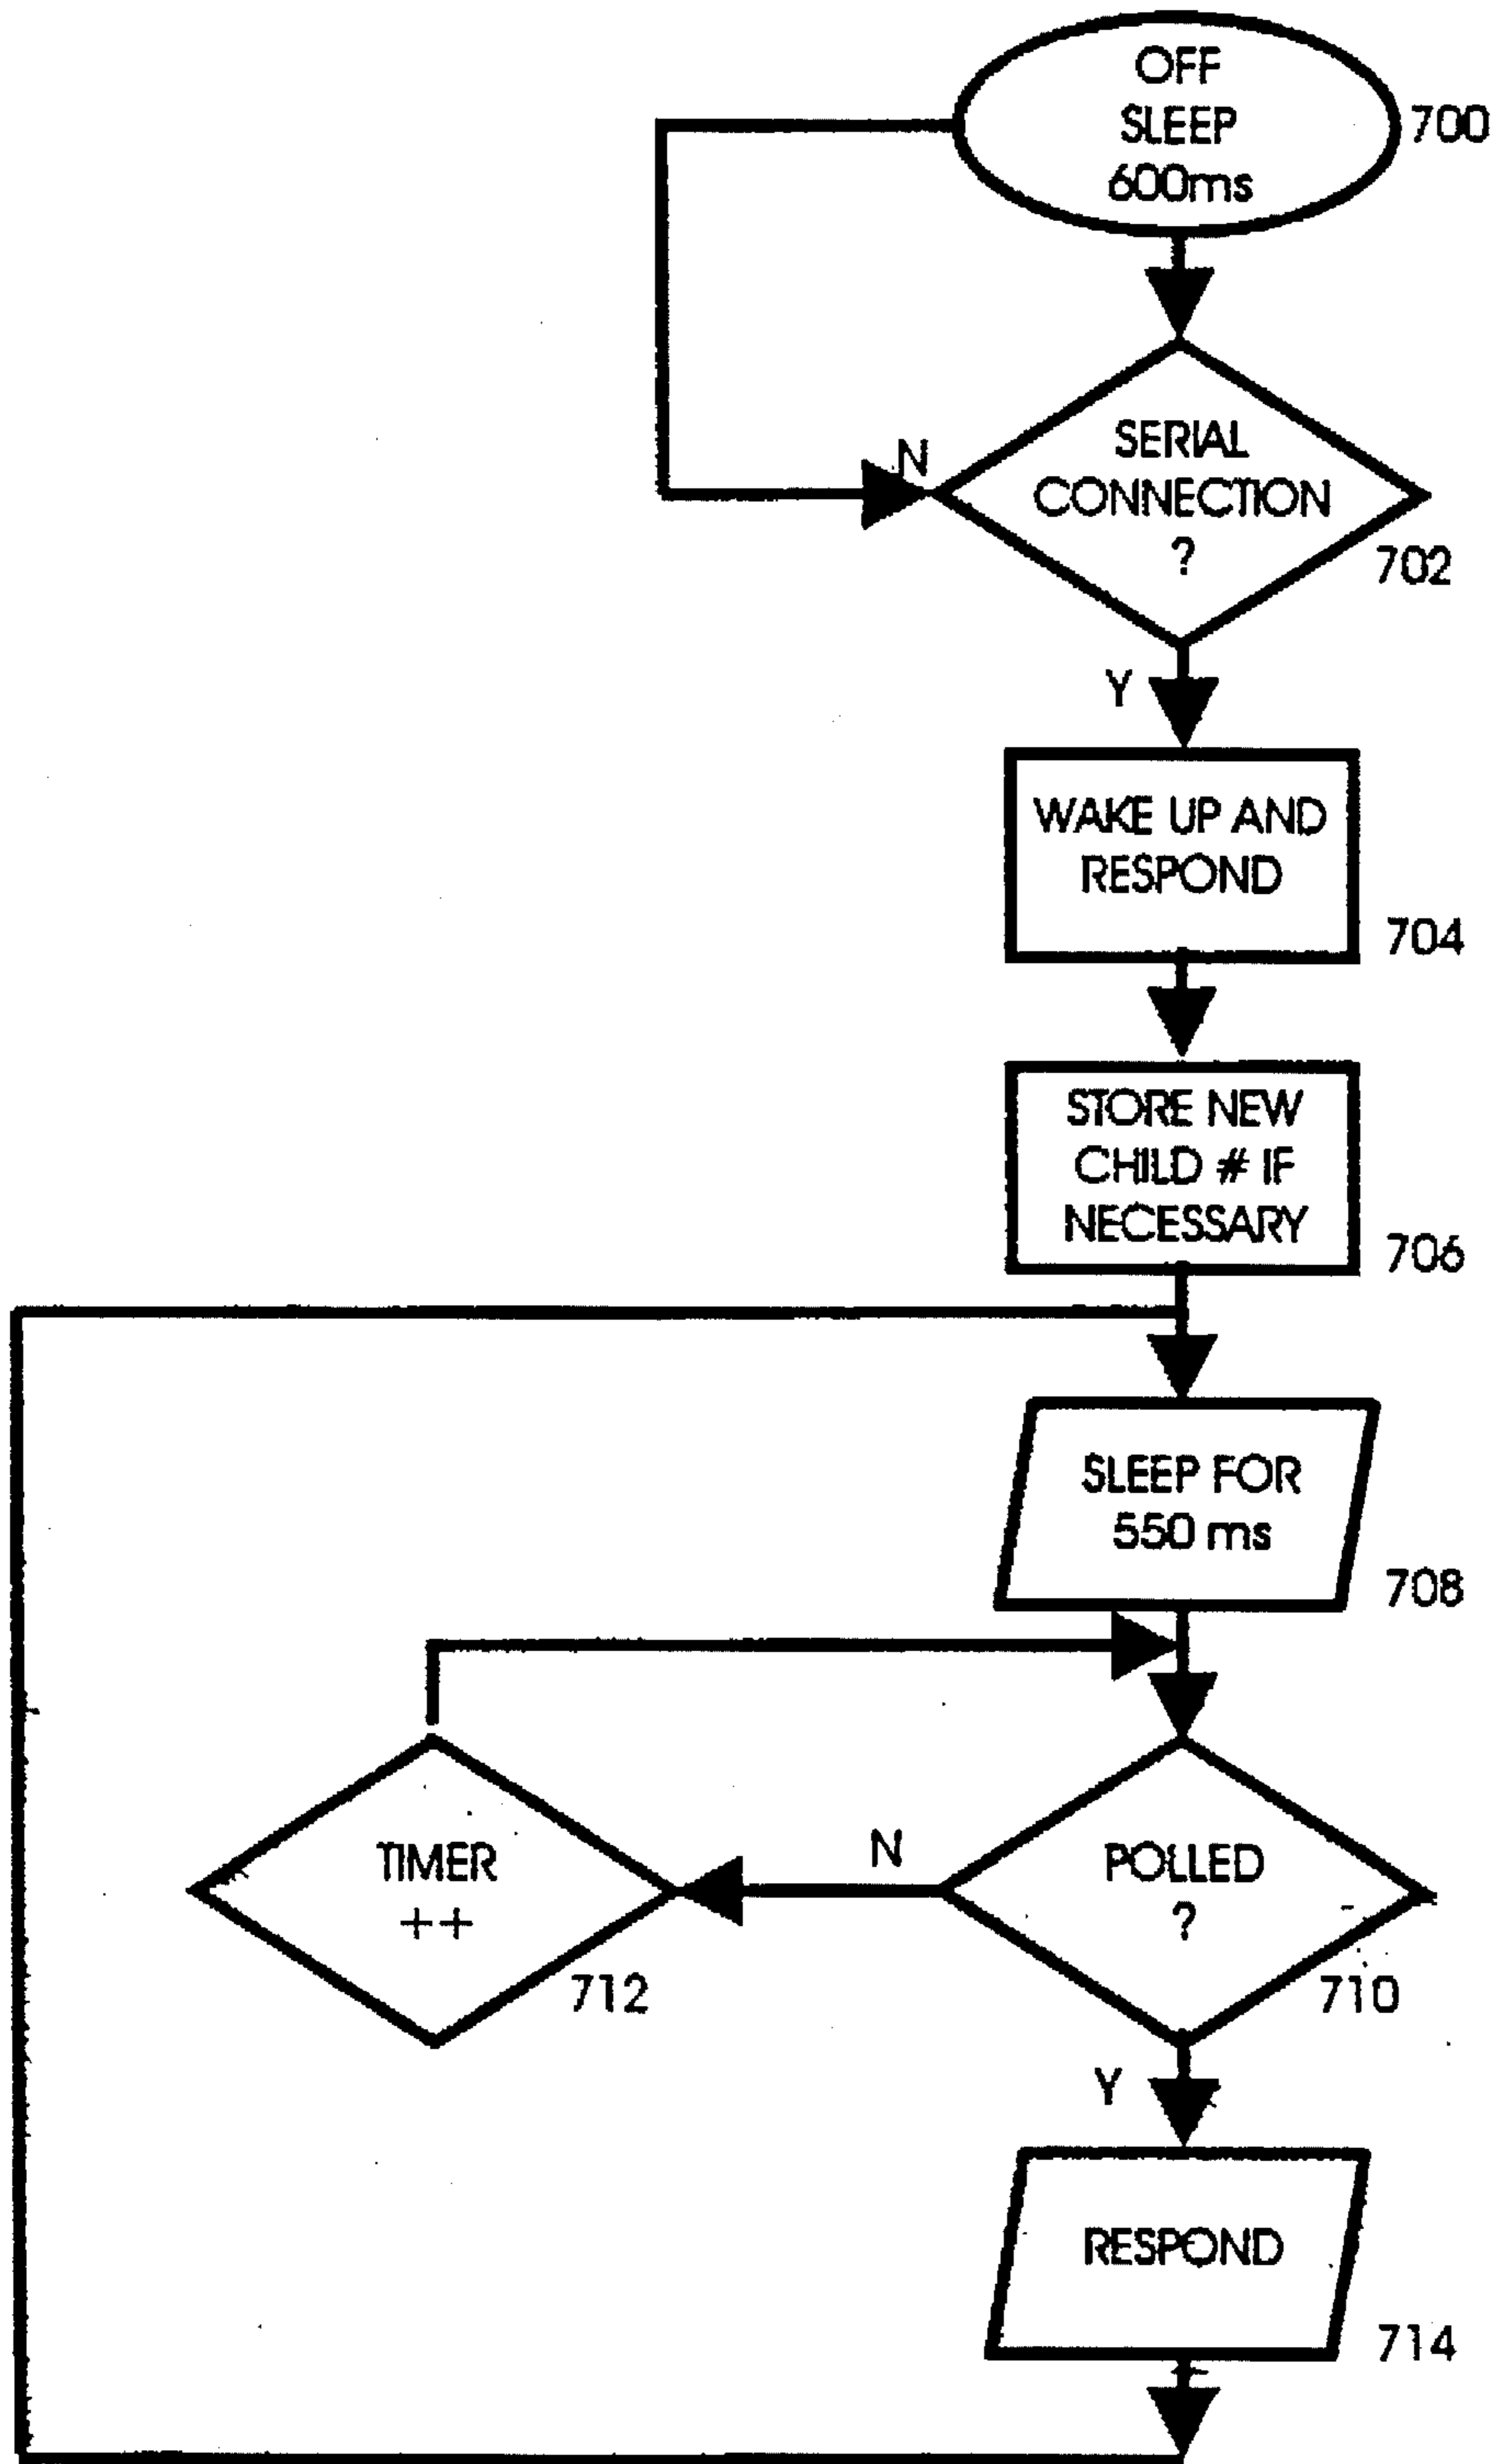 OFF
SLEEP
600ms
700
N
SERIAL
CONNECTION
?
702
Y
WAKE UP AND
RESPOND
704
STORE NEW
CHILD # IF
NECESSARY
706
SLEEP FOR
550 ms
708
TIMER
++
712
N
POLLED
?
710
Y
RESPOND
714